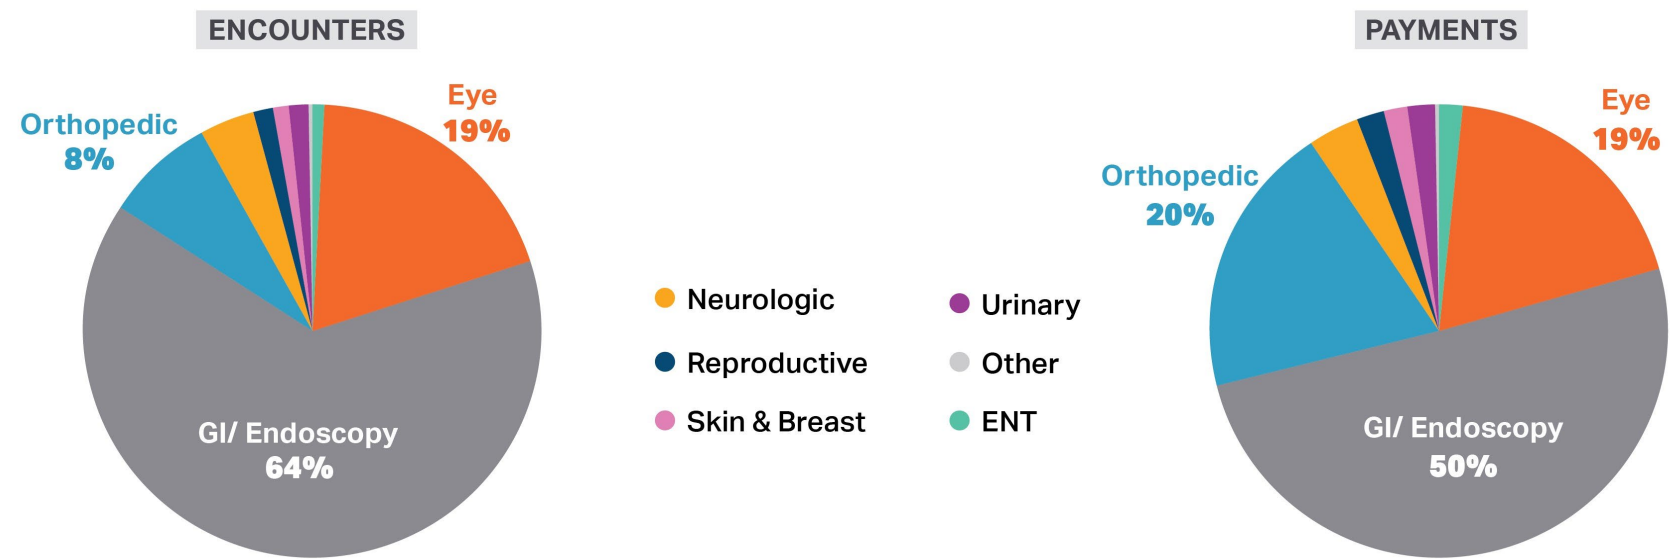 ENCOUNTERS
Orthopedic
8%
Eye
19%
GI/ Endoscopy
64%
Neurologic
Reproductive
Skin & Breast
Urinary
Other
ENT
PAYMENTS
Orthopedic
20%
Eye
19%
GI/ Endoscopy
50%